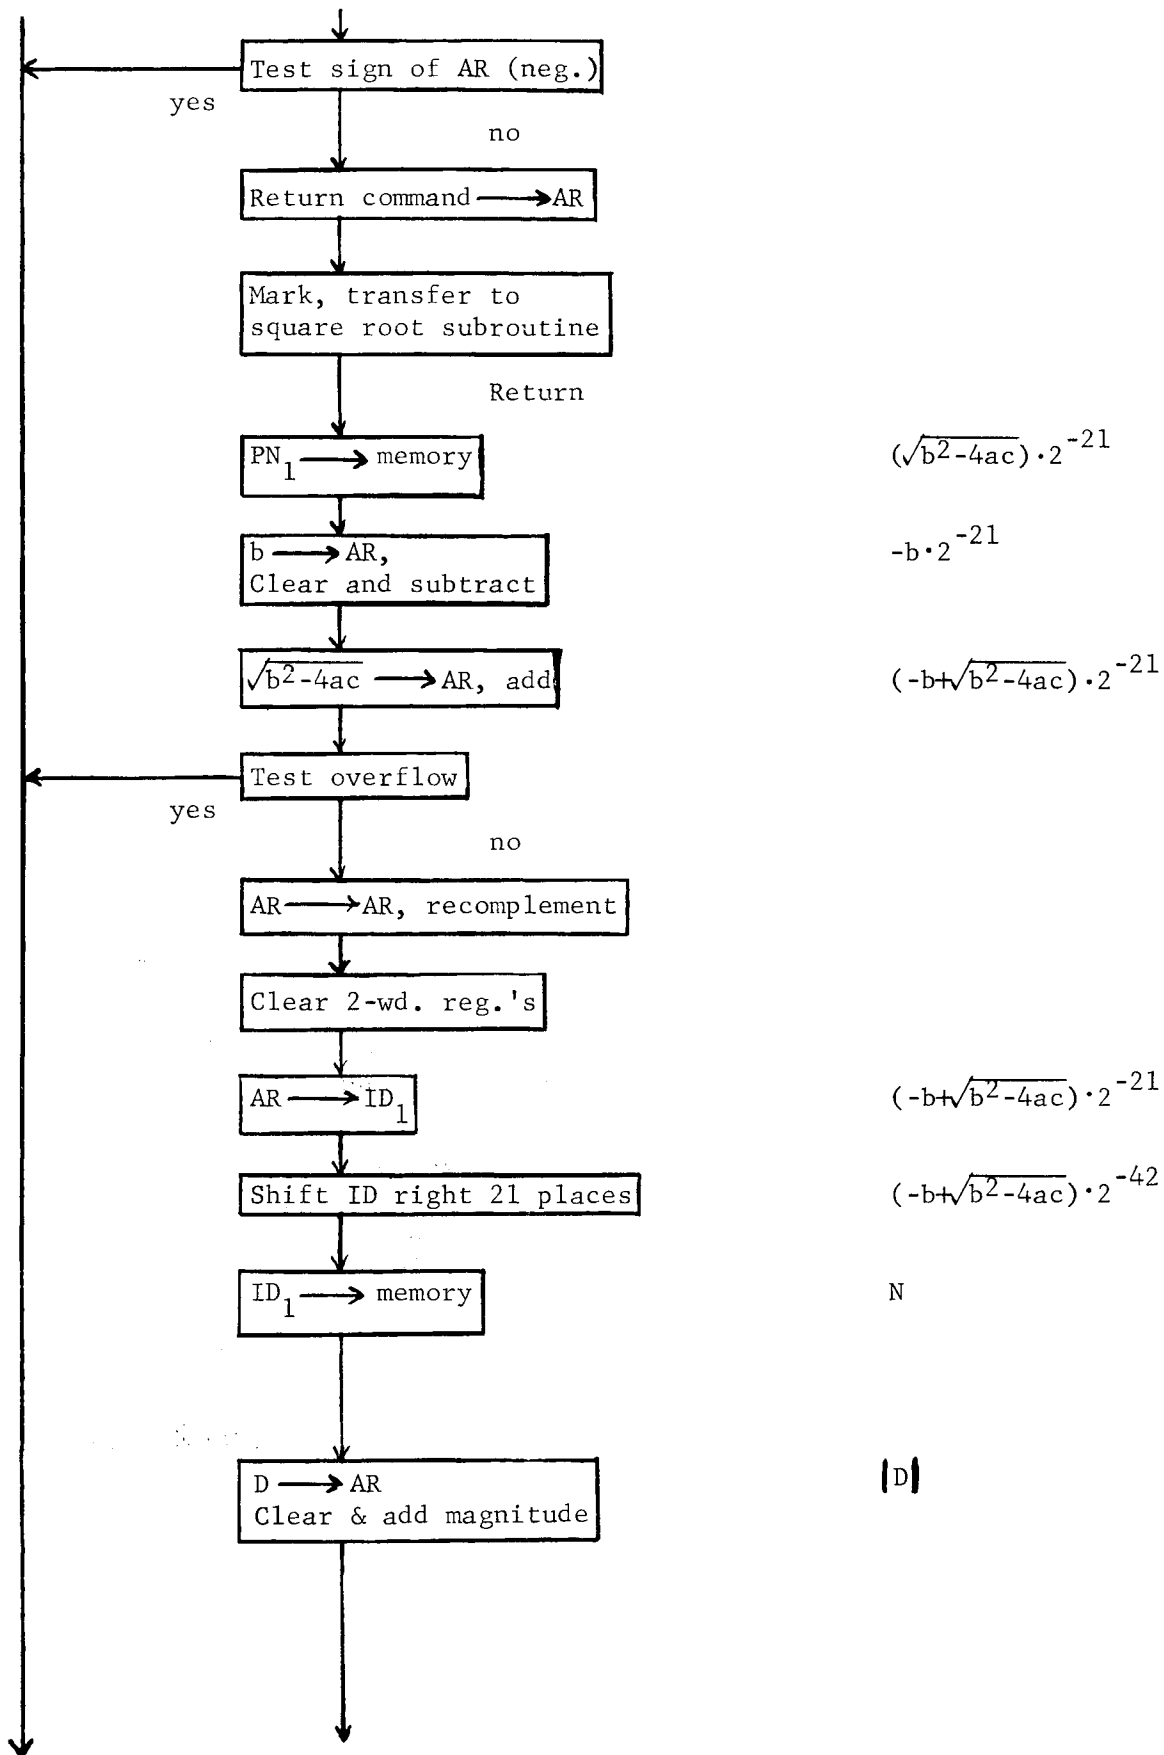 Test sign of AR (neg.)
yes
no
Return command ⟶ AR
Mark, transfer to
square root subroutine
Return
PN₁ ⟶ memory (√b²-4ac)·2⁻²¹
b ⟶ AR, -b·2⁻²¹
Clear and subtract
√b²-4ac ⟶ AR, add (-b+√b²-4ac)·2⁻²¹
Test overflow
yes
no
AR ⟶ AR, recomplement
Clear 2-wd. reg.'s
AR ⟶ ID₁ (-b+√b²-4ac)·2⁻²¹
Shift ID right 21 places (-b+√b²-4ac)·2⁻⁴²
ID₁ ⟶ memory N
D ⟶ AR |D|
Clear & add magnitude